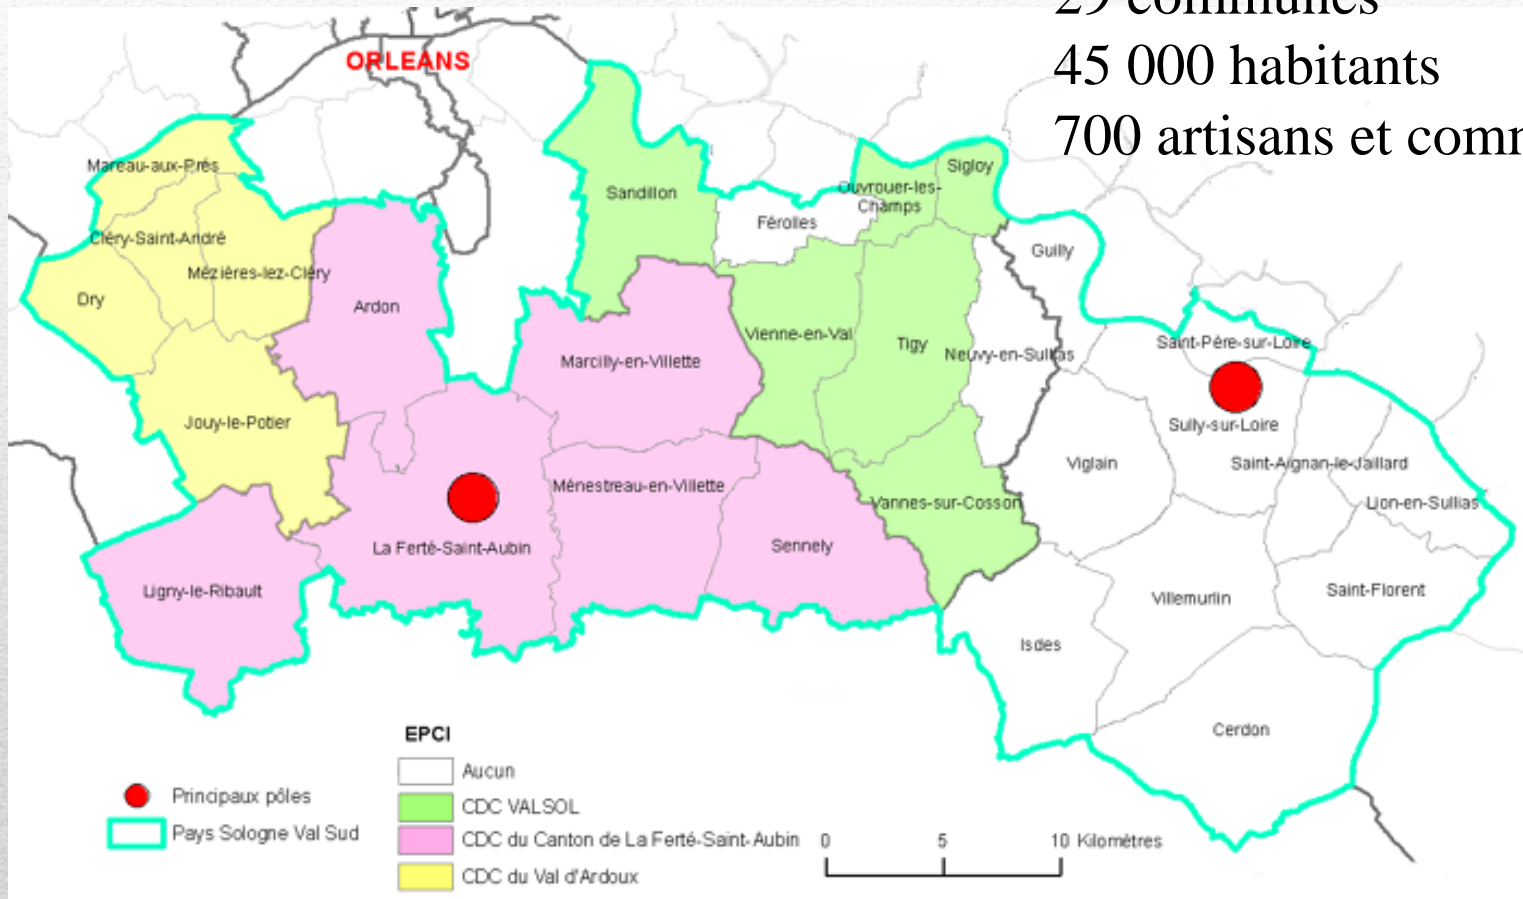 29 communes
45 000 habitants
700 artisans et
ORLEANS
Mareau-aux-Prés
Cléry-Saint-André
Mézières-lez-Cléry
Dry
Ardon
Jouy-le-Potier
Ligny-le-Ribault
La Ferté-Saint-Aubin
Marcilly-en-Villette
Ménestreau-en-Villette
Sennely
Sandillon
Férolles
Ouvrouer-les-
Champs
Sigloy
Guilly
Vienne-en-Val
Tigy
Neuvy-en-Sullias
Vannes-sur-Cosson
Saint-Père-sur-Loire
Sully-sur-Loire
Viglain
Saint-Aignan-le-Jaillard
Lion-en-Sullias
Saint-Florent
Villemurlin
Isdes
Cerdon
EPCI
Aucun
CDC VALSOL
CDC du Canton de La Ferté-Saint-Aubin
CDC du Val d'Ardoux
Principaux pôles
Pays Sologne Val Sud
0 5 10 Kilomètres